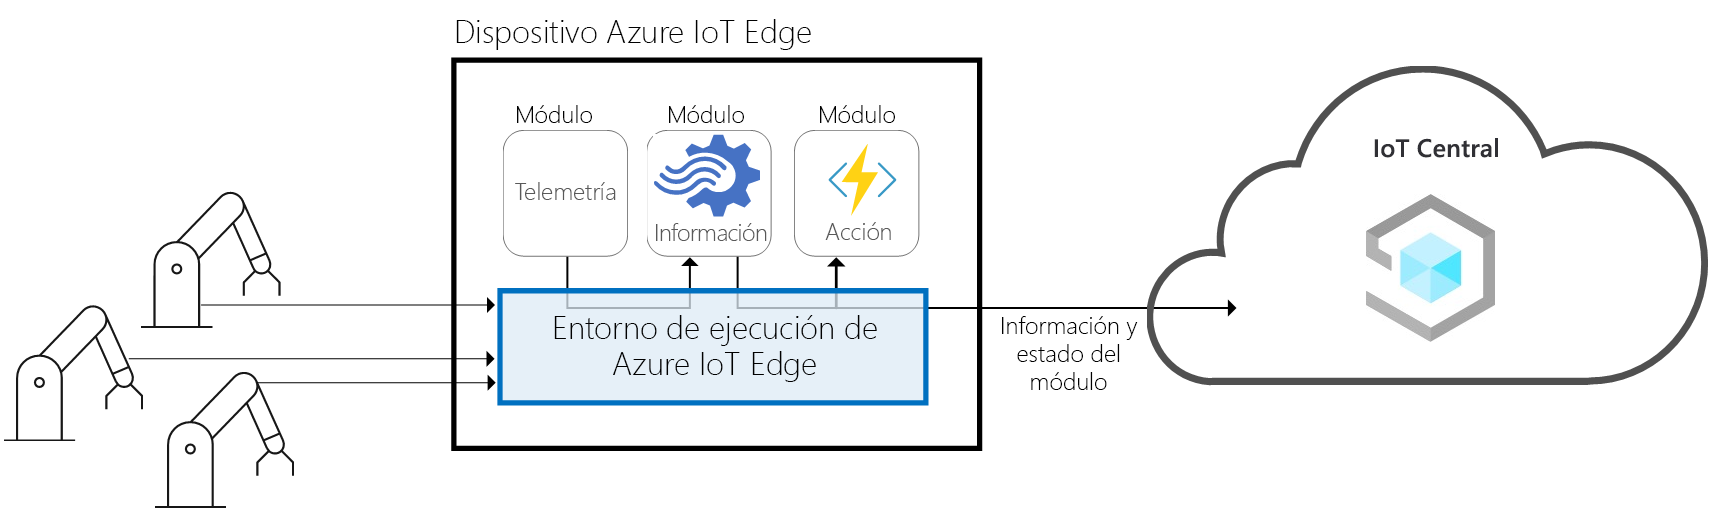 Dispositivo Azure IoT Edge
Módulo
Módulo
Módulo
Telemetría
Información
Acción
Entorno de ejecución de
Azure IoT Edge
Información y
estado del
módulo
IoT Central